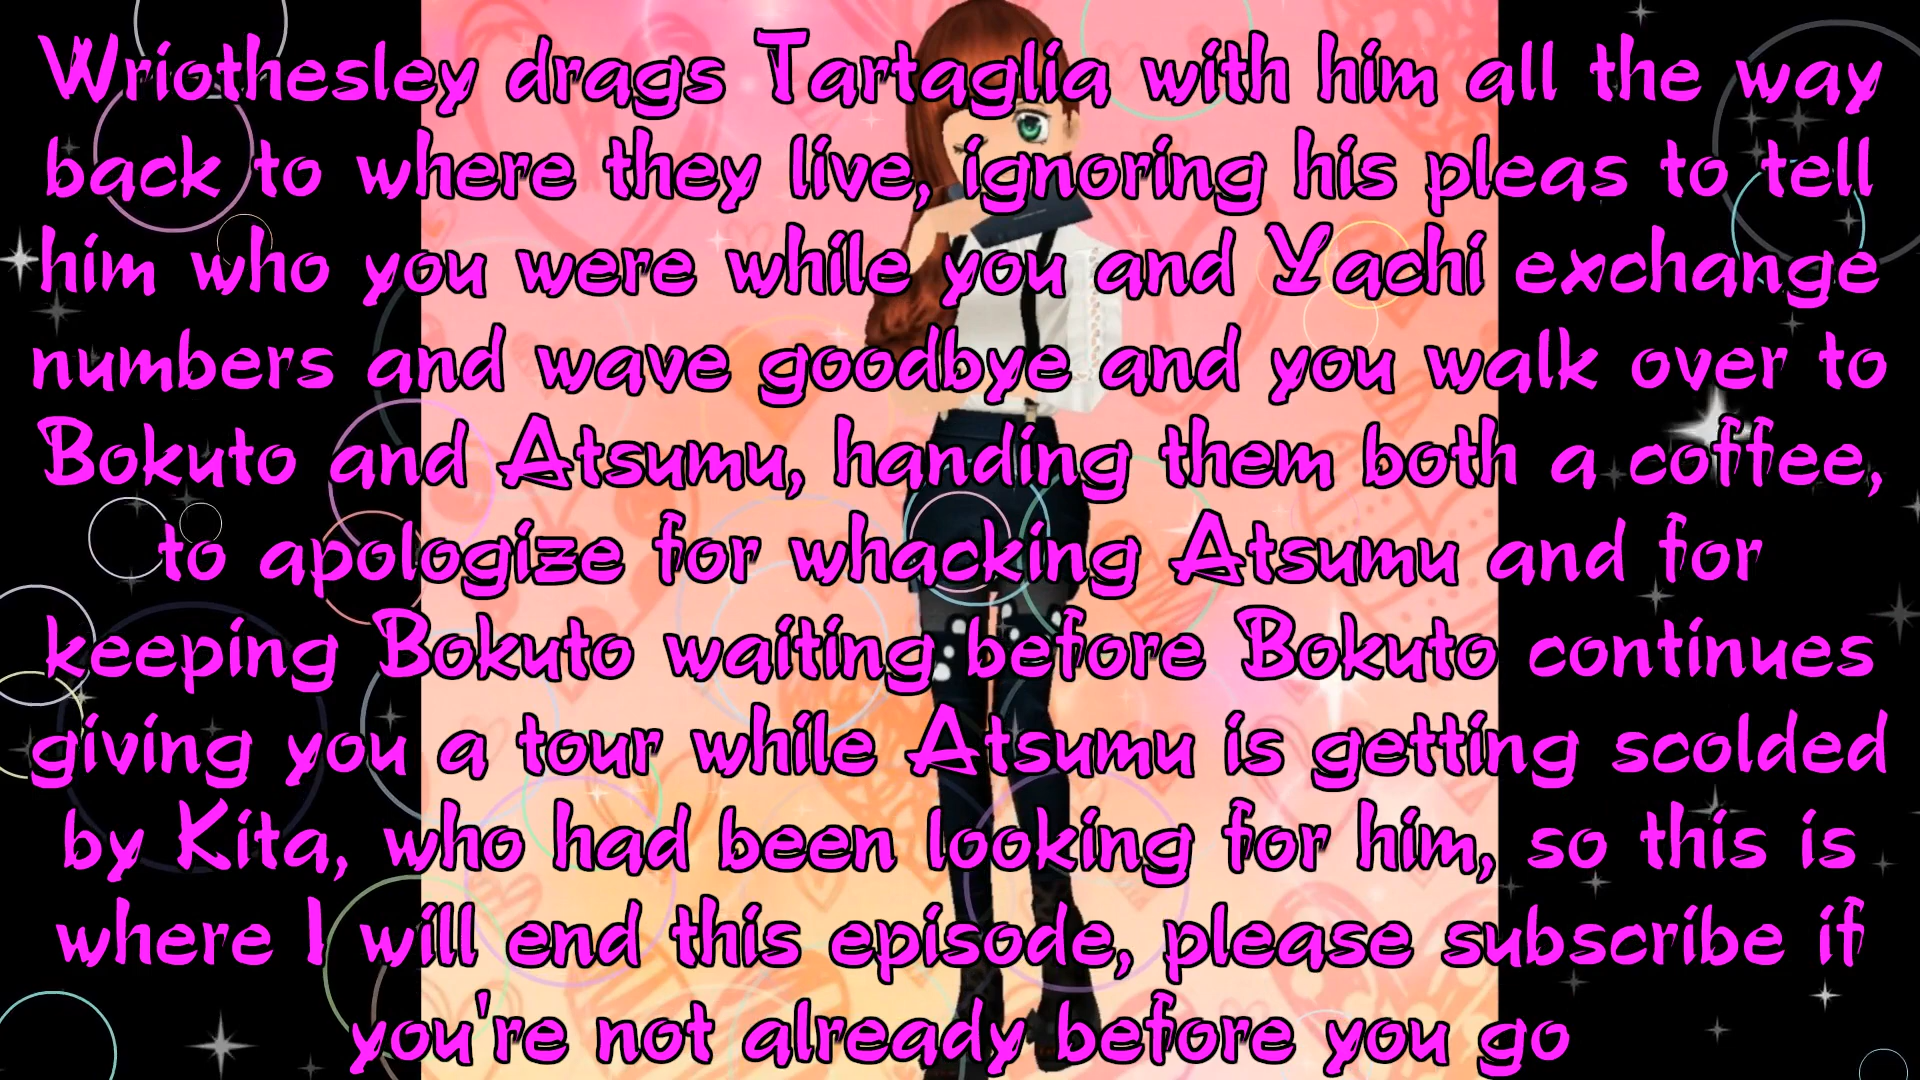 Wriothesley drags Tartaglia with him all the way
back to where they live, ignoring his pleas to tell
him who you were while you and Yachi exchange
numbers and wave goodbye and you walk over to
Bokuto and Atsumu, handing them both a coffee,
to apologize for whacking Atsumu and for
keeping Bokuto waiting before Bokuto continues
giving you a tour while Atsumu is getting scolded
by Kita, who had been looking for him, so this is
where I will end this episode, please subscribe if
you're not already before you go